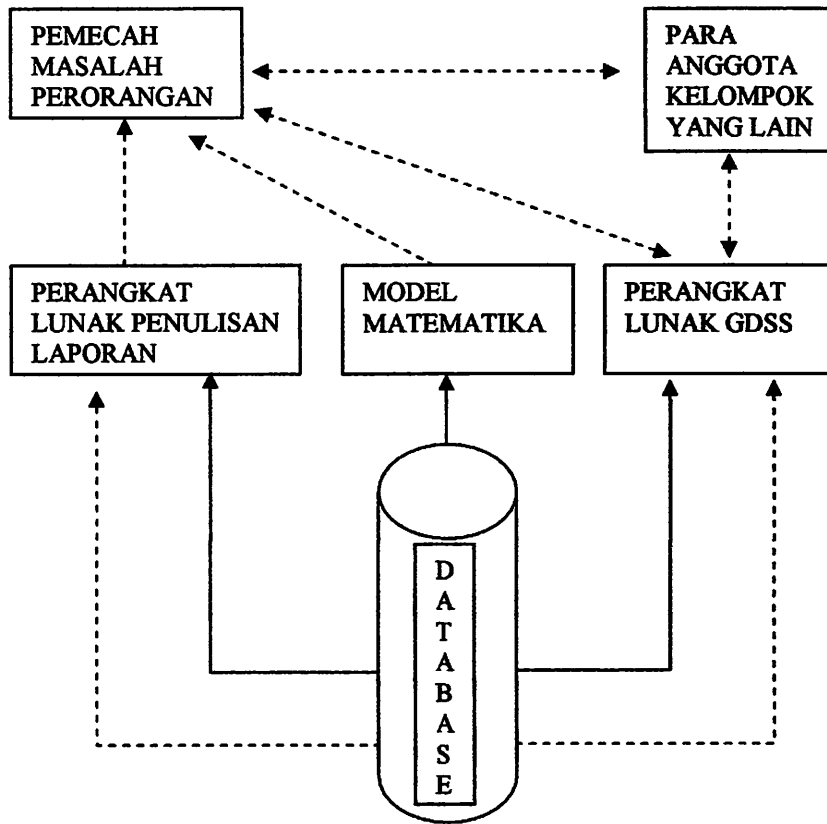 PEMECAH
MASALAH
PERORANGAN
PARA
ANGGOTA
KELOMPOK
YANG LAIN
PERANGKAT
LUNAK PENULISAN
LAPORAN
MODEL
MATEMATIKA
PERANGKAT
LUNAK GDSS
D
A
T
A
B
A
S
E